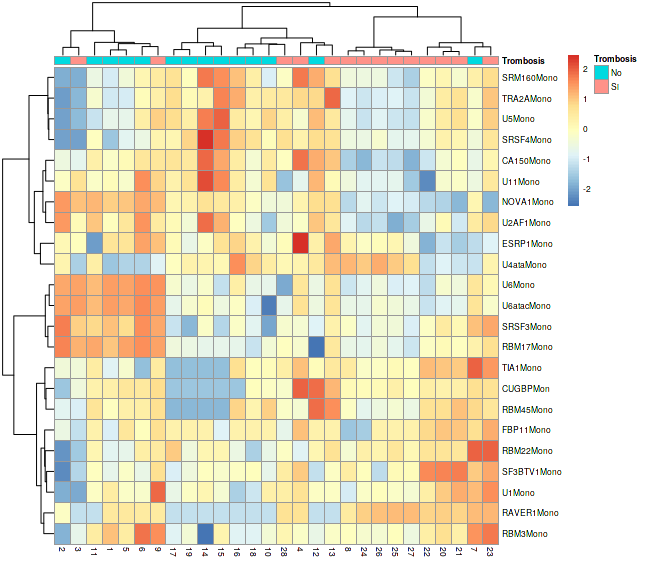 Trombosis
Trombosis
No
SI
2
1
0
-1
-2
SRM160Mono
TRA2AMono
U5Mono
SRSF4Mono
CA150Mono
U11Mono
NOVA1Mono
U2AF1Mono
ESRP1Mono
U4ataMono
U6Mono
U6atacMono
SRSF3Mono
RBM17Mono
TIA1Mono
CUGBPMon
RBM45Mono
FBP11Mono
RBM22Mono
SF3BTV1Mono
U1Mono
RAVER1Mono
RBM3Mono
2 3 11 1 5 6 9 17 19 14 15 16 18 10 28 4 12 13 8 24 26 25 27 22 20 21 7 23